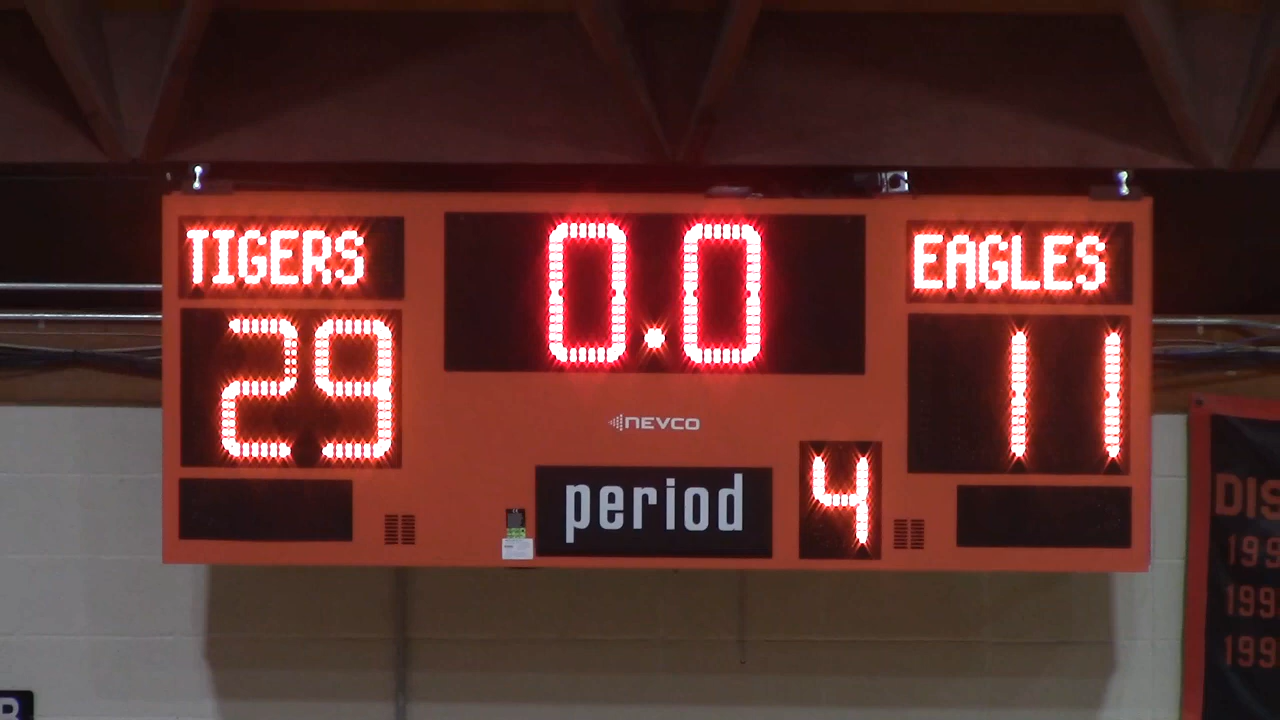 TIGERS
0.0
EAGLES
29
11
NEVCO
period
4
DIS
199
199
199